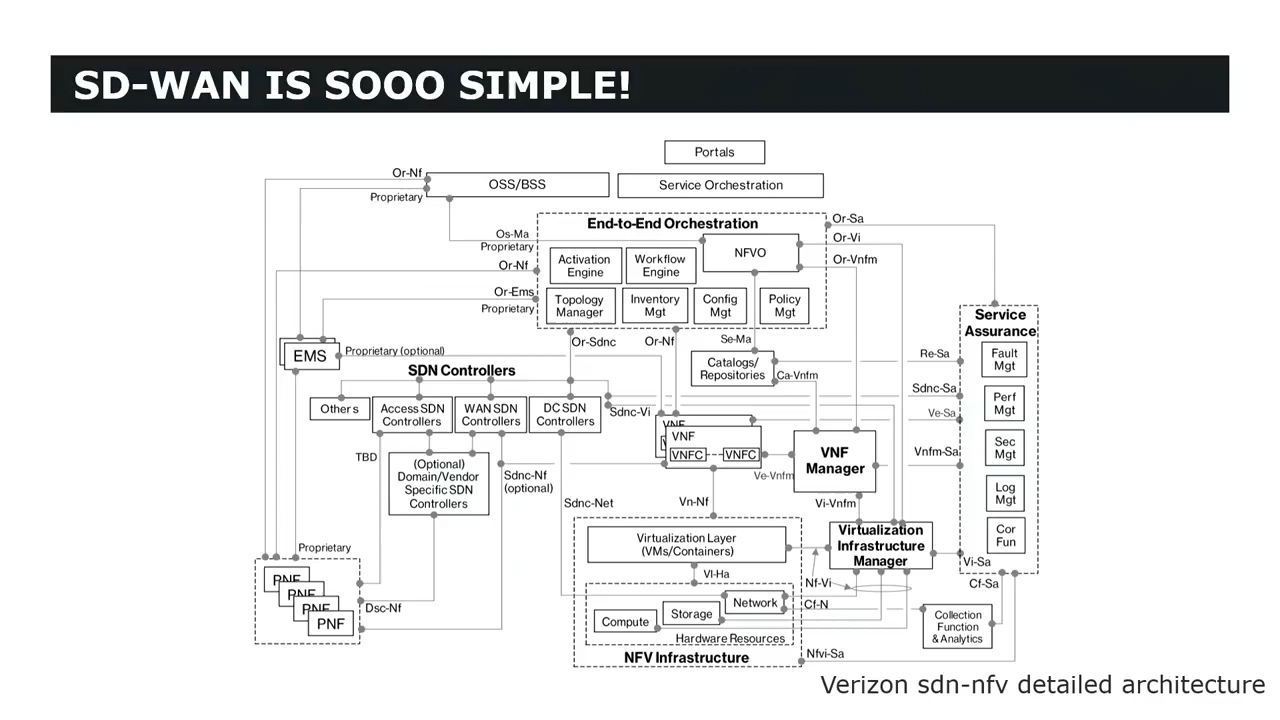 SD-WAN IS SOOO SIMPLE!
Portals
Or-Nf
OSS/BSS
Service Orchestration
Proprietary
Or-Sa
End-to-End Orchestration
Os-Ma
Proprietary
NFVO
Or-Vi
Or-Vnfm
Or-Nf
Activation
Engine
Workflow
Engine
Or-Ems
Proprietary
Topology
Manager
Inventory
Mgt
Config
Mgt
Policy
Mgt
Service
Assurance
Or-Sdnc
Or-Nf
Se-Ma
EMS
Proprietary (optional)
SDN Controllers
Catalogs/
Repositories
Ca-Vnfm
Re-Sa
Fault
Mgt
Others
Access SDN
Controllers
WAN SDN
Controllers
DC SDN
Controllers
Sdnc-Vi
Sdnc-Sa
Ve-Sa
Perf
Mgt
VNF
VNF
VNFC
VNFC
VNF
Manager
Vnfm-Sa
Sec
Mgt
TBD
(Optional)
Domain/Vendor
Specific SDN
Controllers
Sdnc-Nf
(optional)
Ve-Vnfm
Sdnc-Net
Vn-Nf
Vi-Vnfm
Log
Mgt
Virtualization Layer
(VMs/Containers)
Virtualization
Infrastructure
Manager
Cor
Fun
Proprietary
Vi-Sa
PNF
PNF
PNF
PNF
Dsc-Nf
VI-Ha
Nf-Vi
Cf-Sa
Network
Cf-N
Storage
Compute
Hardware Resources
Collection
Function
& Analytics
NFV Infrastructure
Nfvi-Sa
Verizon sdn-nfv detailed architecture